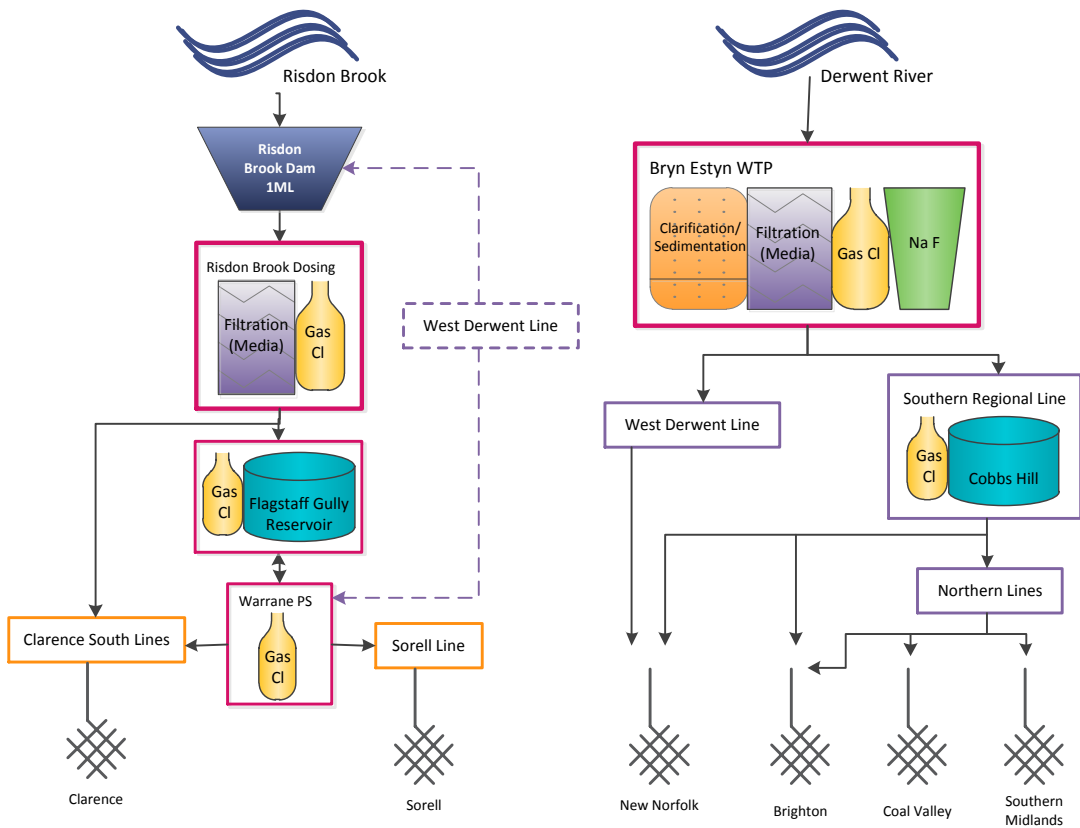 Risdon Brook
Risdon
Brook Dam
1ML
Risdon Brook Dosing
Filtration
(Media)
Gas
Cl
West Derwent Line
Gas
Cl
Flagstaff Gully
Reservoir
Warrane PS
Gas
Cl
Clarence South Lines
Sorell Line
Clarence
Sorell
Derwent River
Bryn Estyn WTP
Clarification/
Sedimentation
Filtration
(Media)
Gas Cl
Na F
West Derwent Line
Southern Regional Line
Gas
Cl
Cobbs Hill
Northern Lines
New Norfolk
Brighton
Coal Valley
Southern
Midlands